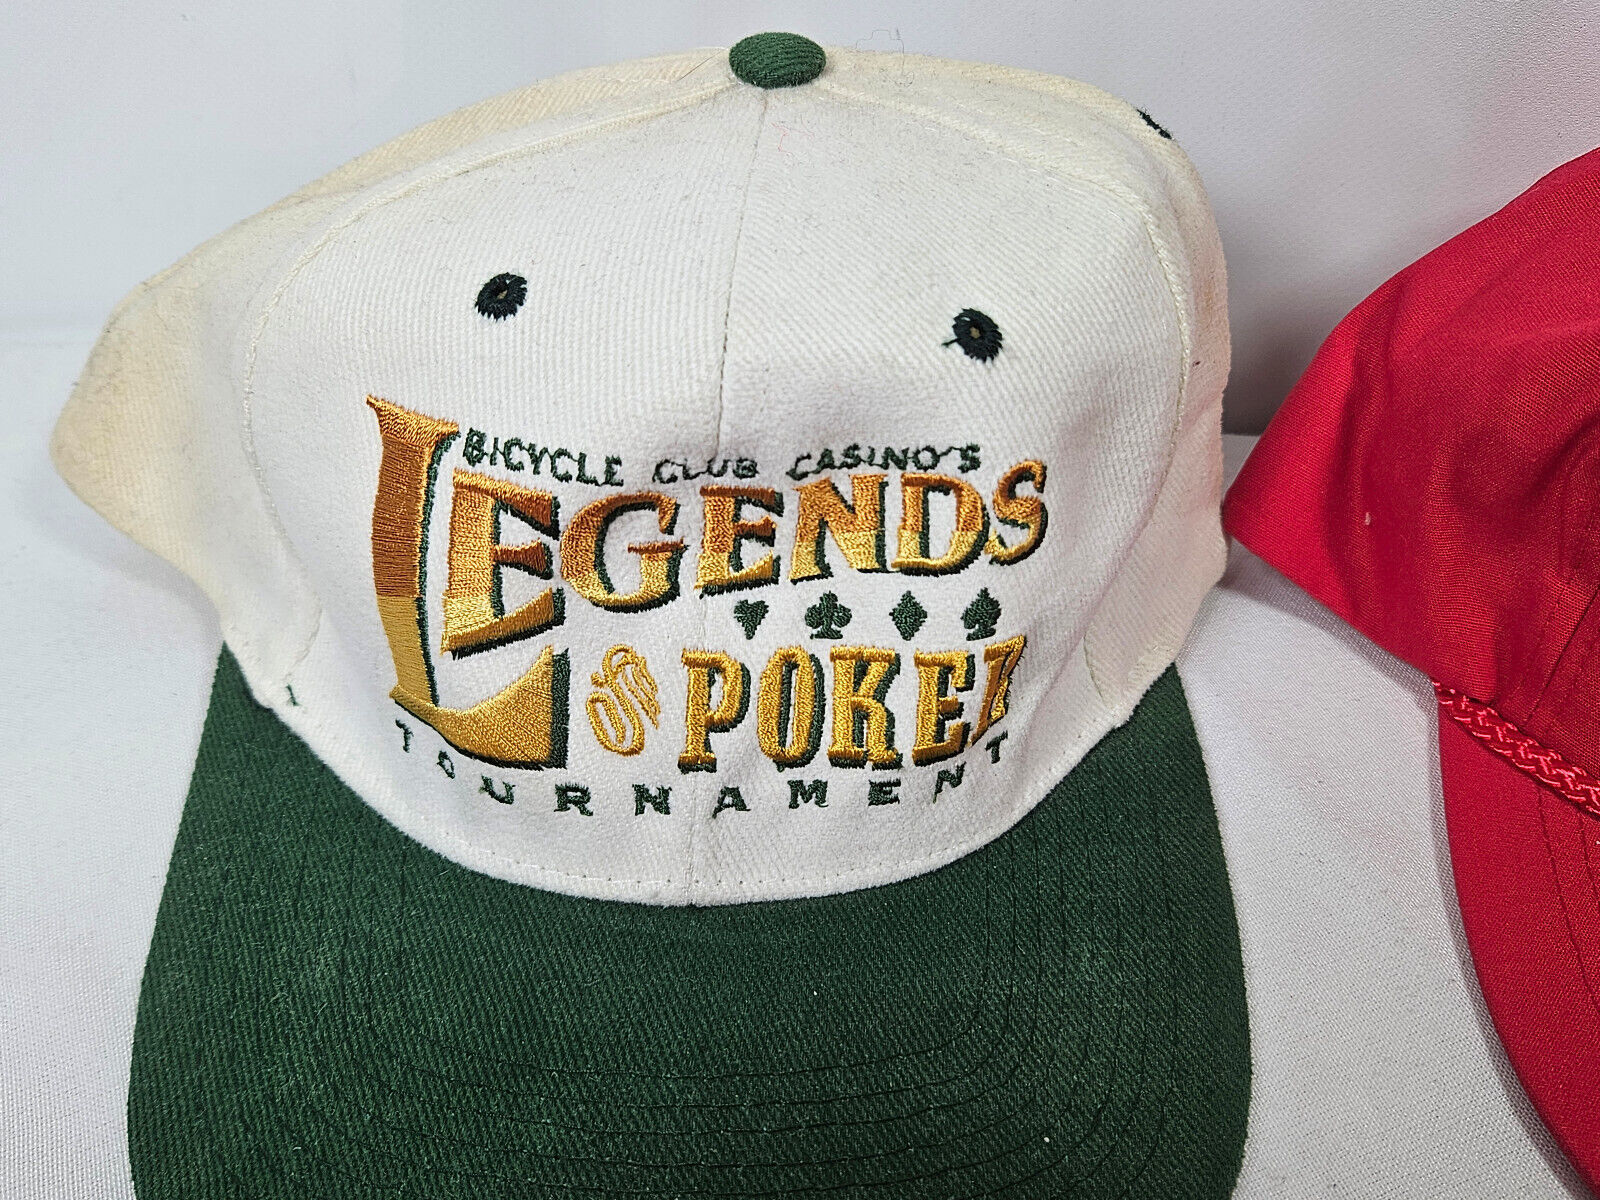 BICYCLE CLUB CASINO'S
LEGENDS
OF POKER
TOURNAMENT